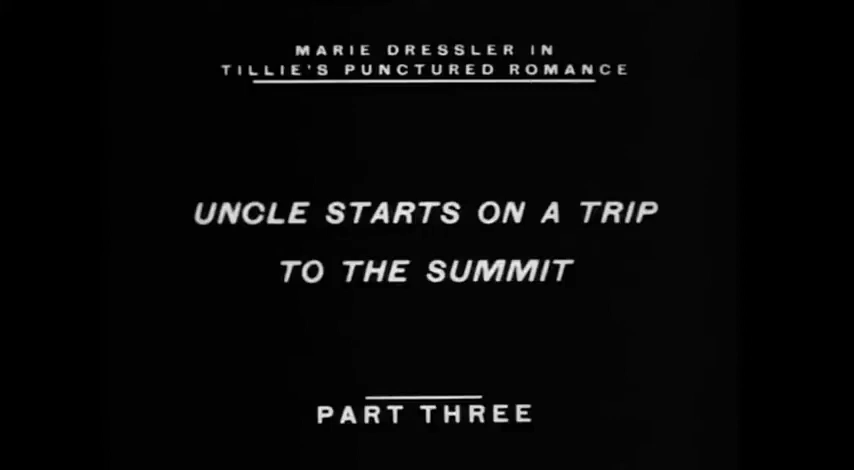 MARIE DRESSLER IN
TILLIE'S PUNCTURED ROMANCE
UNCLE STARTS ON A TRIP
TO THE SUMMIT
PART THREE